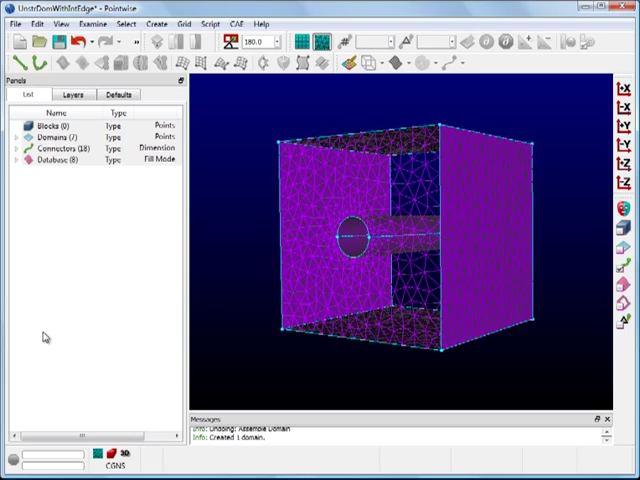 UnstrDomWithIntEdge* - Pointwise
File Edit View Examine Create Grid Script CAE Help
180.0
Panels
List Layers Defaults
Name Type
Blocks (0) Type Points
Domains (7) Type Points
Connectors (18) Type Dimension
Database (8) Type Fill Mode
+X
-X
+Y
-Y
+Z
-Z
Messages
Info: Undoing: Assemble Domain
Info: Created 1 domain.
3D
CGNS